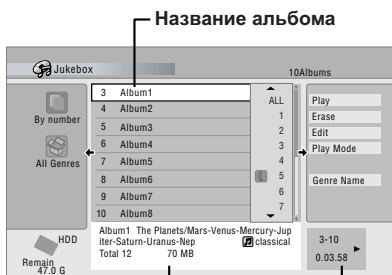 Название альбома
Jukebox
10Albums
3 Album1
4 Album2
5 Album3
6 Album4
7 Album5
8 Album6
9 Album7
10 Album8
By number
All Genres
ALL
1
2
3
4
5
6
7
Play
Erase
Edit
Play Mode
Genre Name
HDD
Remain
47.0 G
Album1 The Planets/Mars-Venus-Mercury-Jup
iter-Saturn-Uranus-Nep classical
Total 12 70 MB
3-10
0.03.58